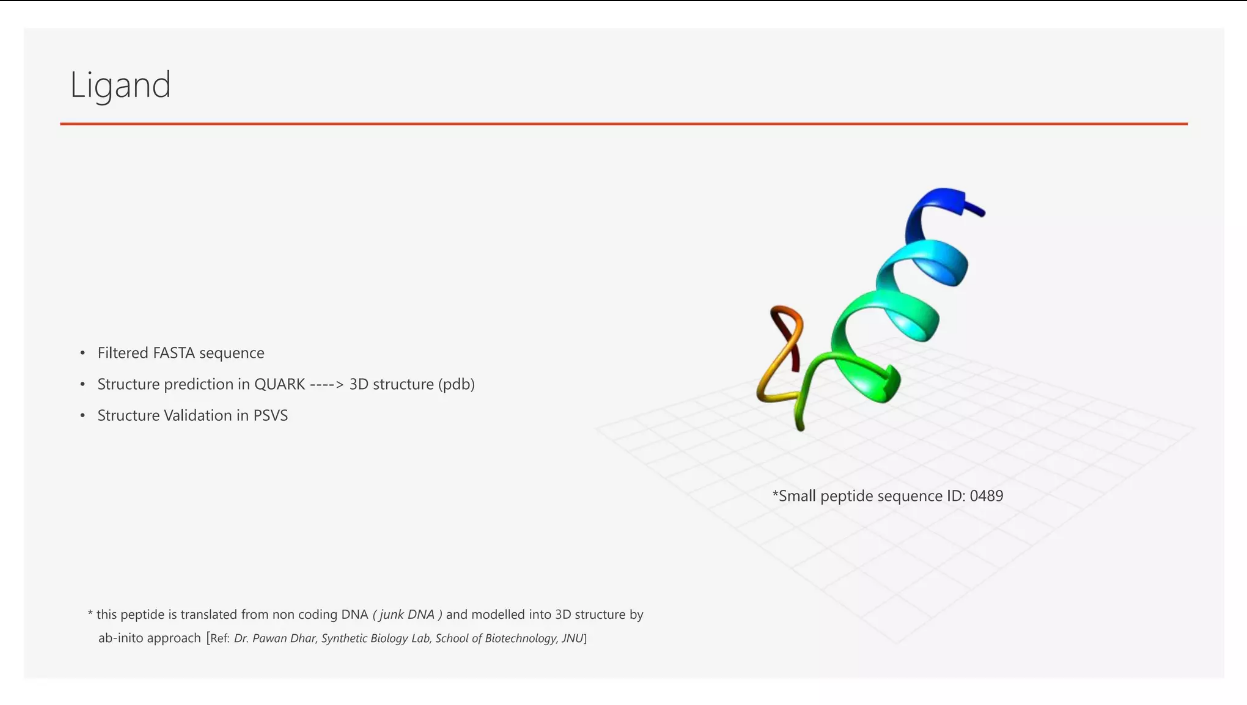 Ligand
• Filtered FASTA sequence
• Structure prediction in QUARK ----> 3D structure (pdb)
• Structure Validation in PSVS
*Small peptide sequence ID: 0489
* this peptide is translated from non coding DNA ( junk DNA ) and modelled into 3D structure by
ab-inito approach [Ref: Dr. Pawan Dhar, Synthetic Biology Lab, School of Biotechnology, JNU]